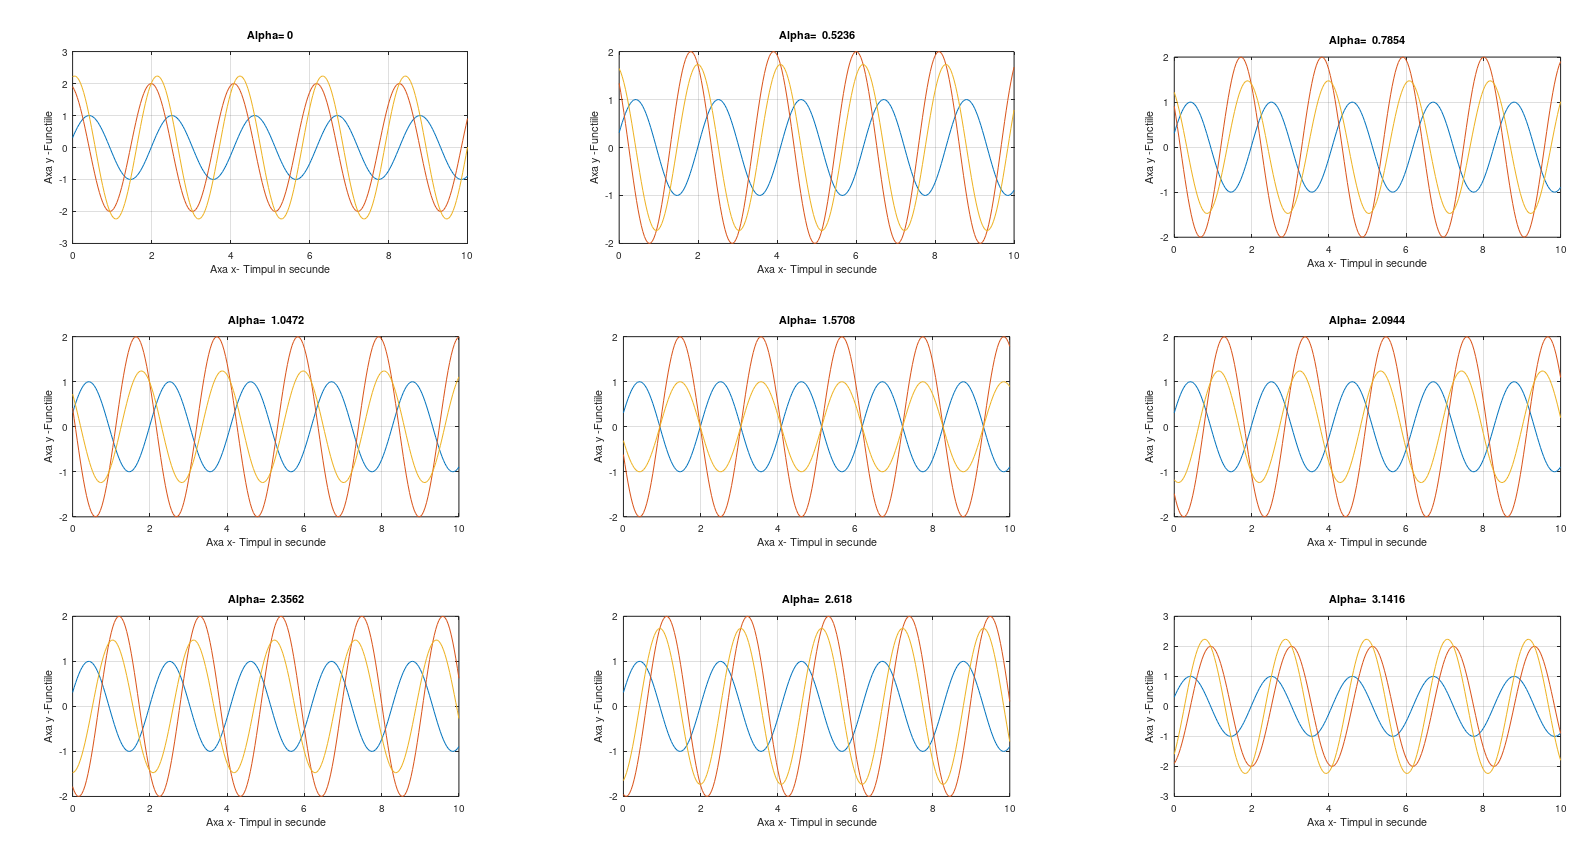 Alpha= 0
3
2
1
0
-1
-2
-3
Axa y -Functiile
0 2 4 6 8 10
Axa x- Timpul in secunde
Alpha=  0.5236
2
1
0
-1
-2
Axa y -Functiile
0 2 4 6 8 10
Axa x- Timpul in secunde
Alpha=  0.7854
2
1
0
-1
-2
Axa y -Functiile
0 2 4 6 8 10
Axa x- Timpul in secunde
Alpha=  1.0472
2
1
0
-1
-2
Axa y -Functiile
0 2 4 6 8 10
Axa x- Timpul in secunde
Alpha=  1.5708
2
1
0
-1
-2
Axa y -Functiile
0 2 4 6 8 10
Axa x- Timpul in secunde
Alpha=  2.0944
2
1
0
-1
-2
Axa y -Functiile
0 2 4 6 8 10
Axa x- Timpul in secunde
Alpha=  2.3562
2
1
0
-1
-2
Axa y -Functiile
0 2 4 6 8 10
Axa x- Timpul in secunde
Alpha=  2.618
2
1
0
-1
-2
Axa y -Functiile
0 2 4 6 8 10
Axa x- Timpul in secunde
Alpha=  3.1416
3
2
1
0
-1
-2
-3
Axa y -Functiile
0 2 4 6 8 10
Axa x- Timpul in secunde